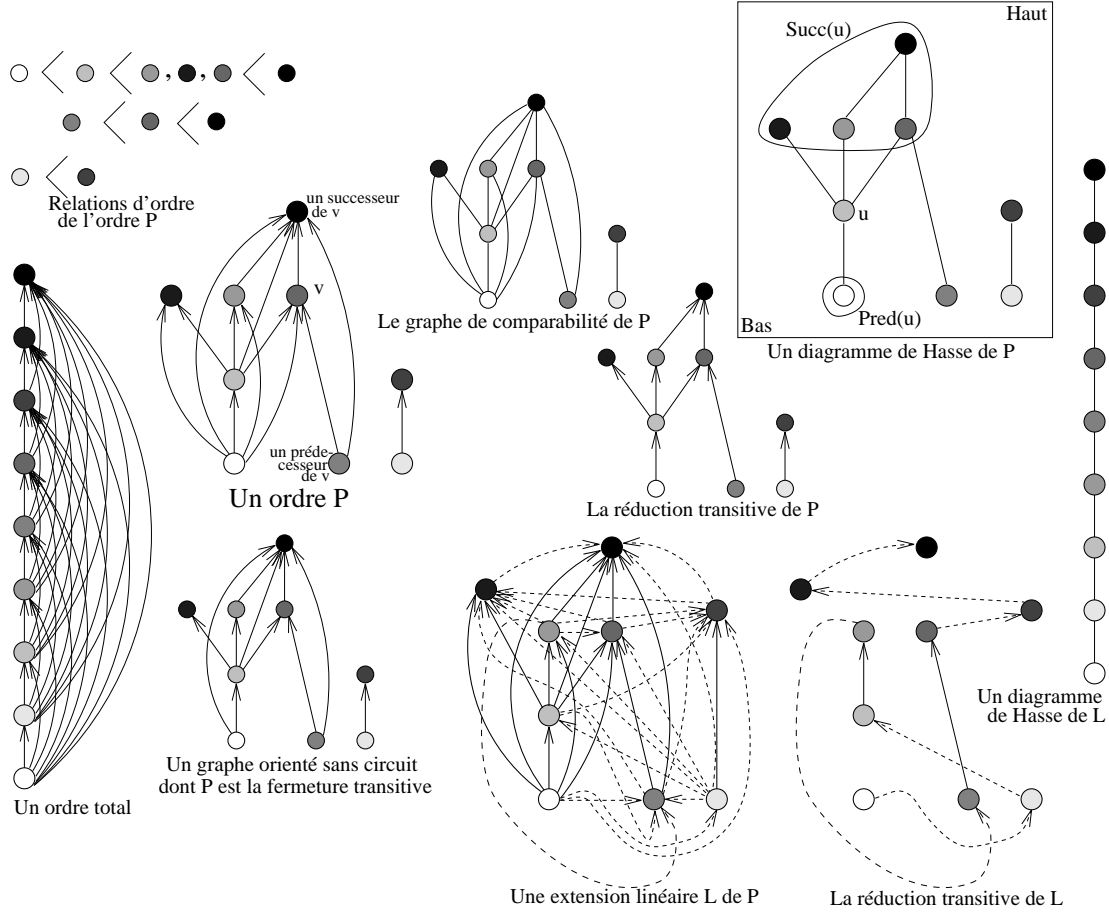 Haut
Succ(u)
, ,
un successeur
de v
Relations d'ordre
de l'ordre P
u
v
Le graphe de comparabilité de P
Pred(u)
Bas
Un diagramme de Hasse de P
un préde-
cesseur
de v
Un ordre P
La réduction transitive de P
Un diagramme
de Hasse de L
Un graphe orienté sans circuit
dont P est la fermeture transitive
Un ordre total
Une extension linéaire L de P
La réduction transitive de L